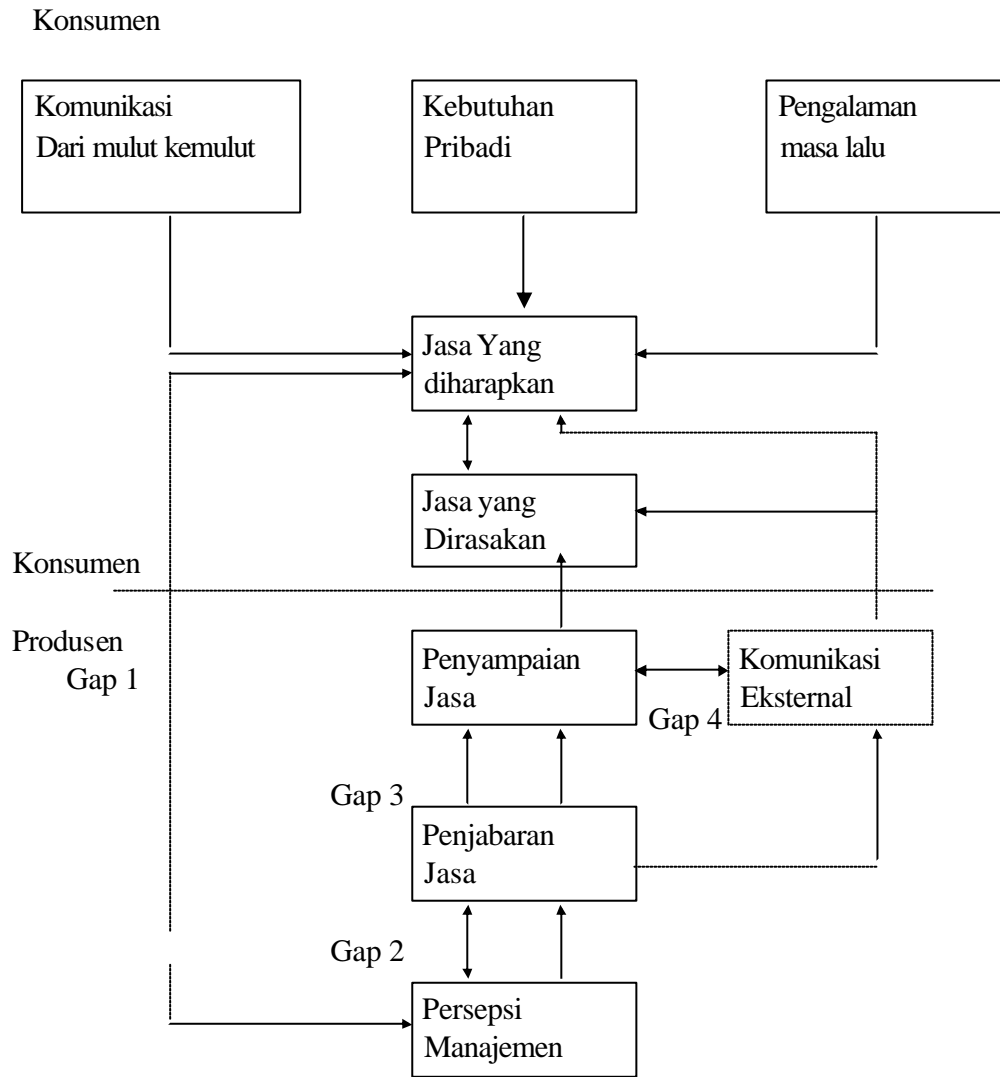 Konsumen
Komunikasi
Dari mulut kemulut
Kebutuhan
Pribadi
Pengalaman
masa lalu
Jasa Yang
diharapkan
Jasa yang
Dirasakan
Konsumen
Produsen
Gap 1
Penyampaian
Jasa
Komunikasi
Eksternal
Gap 4
Gap 3
Penjabaran
Jasa
Gap 2
Persepsi
Manajemen